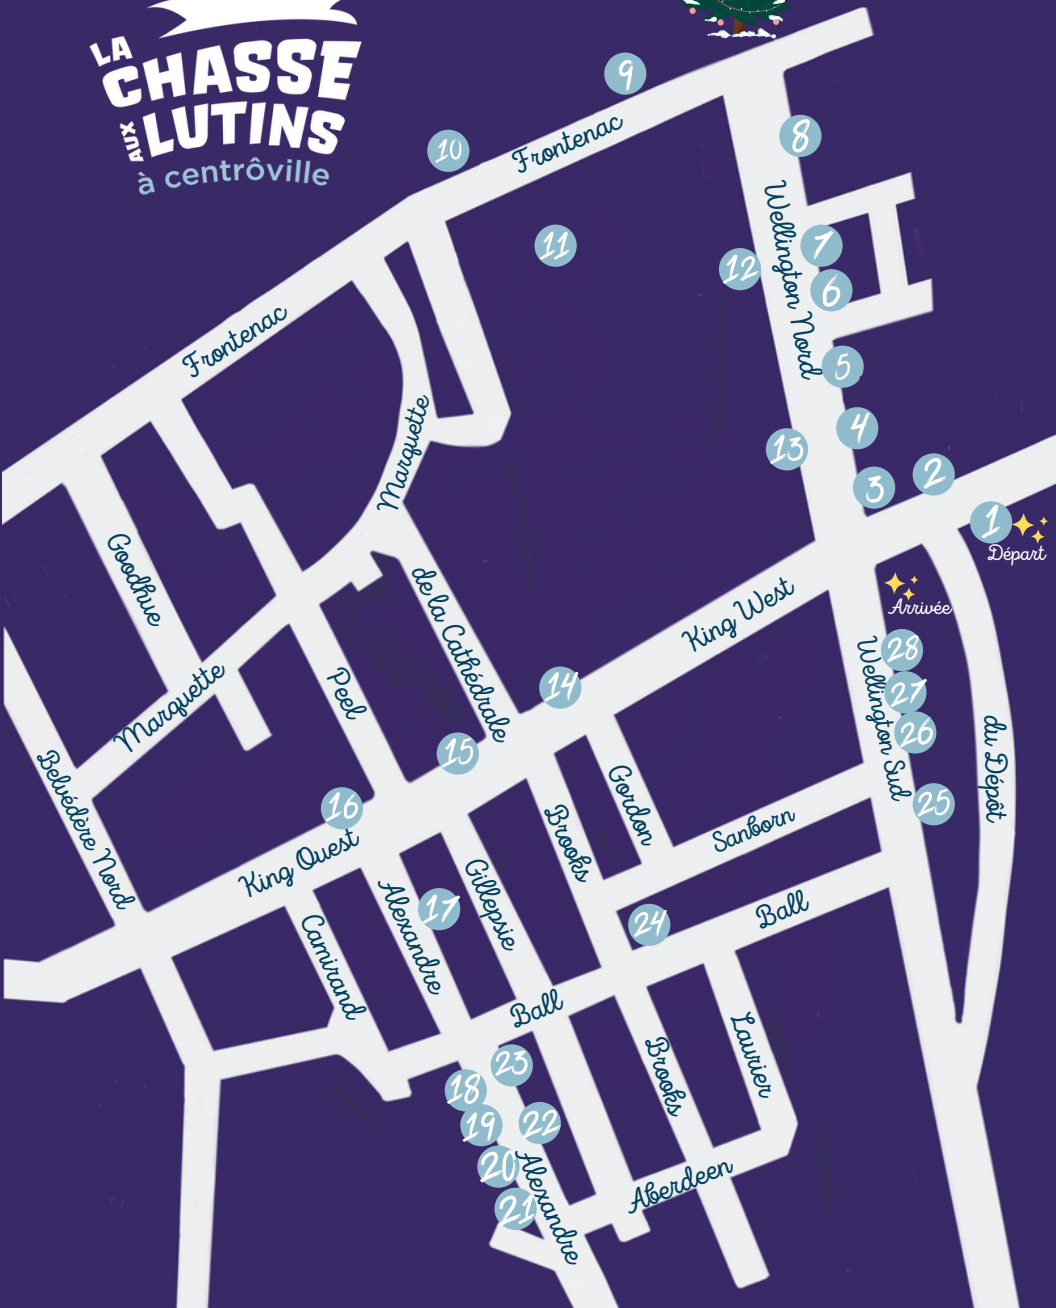 LA
CHASSE
AUX
LUTINS
à centrôville
9
8
10
Frontenac
11
12
Wellington Nord
7
6
Frontenac
5
4
13
3
2
1
Départ
Marquette
Goodhue
de la Cathédrale
King West
Arrivée
28
27
26
25
Wellington Sud
du Dépôt
Marquette
Peel
14
15
16
Belvédère Nord
King Ouest
Gordon
Brooks
Sanborn
Camirand
Alexandre
17
Gillepsie
24
Ball
Ball
Brooks
Laurier
23
18
19
22
20
21
Alexandre
Aberdeen